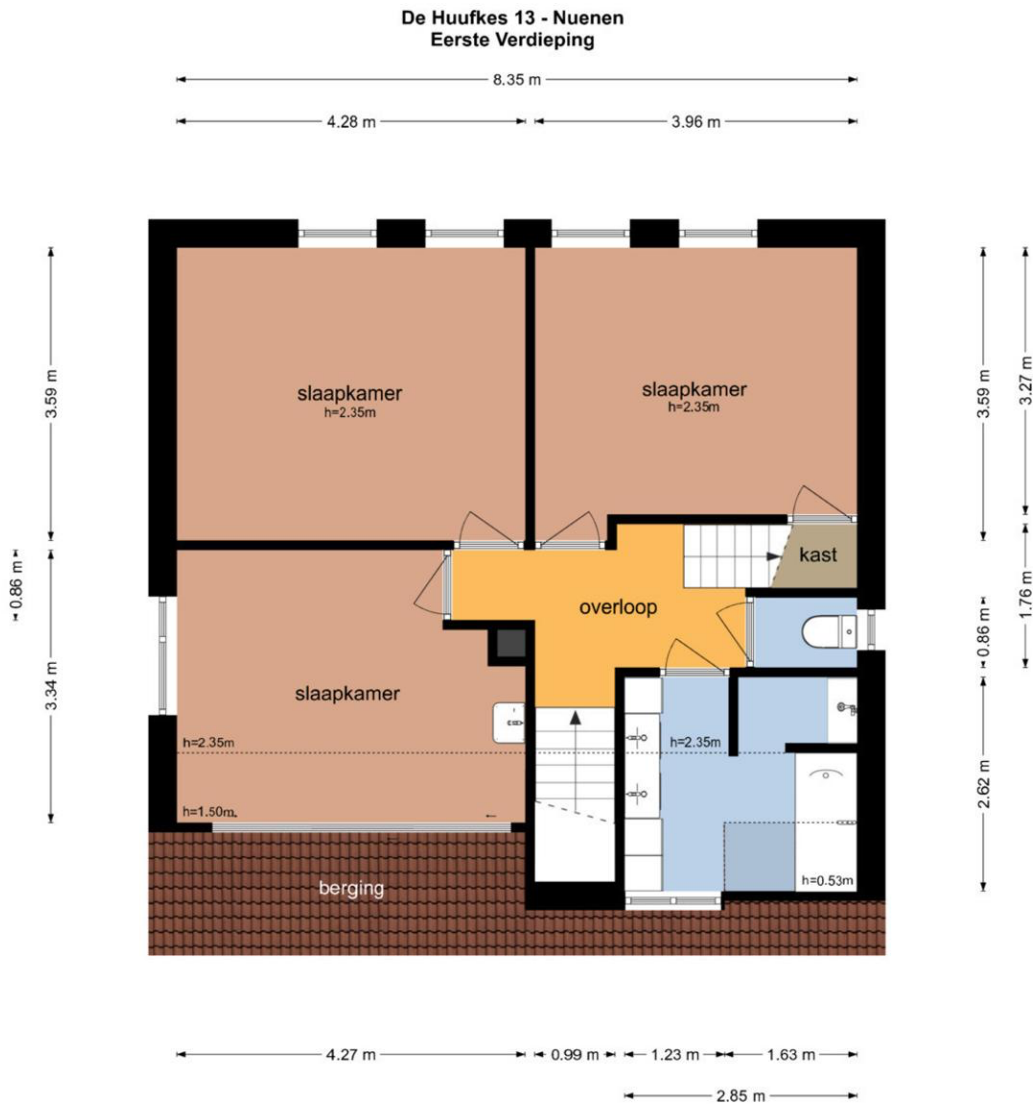 De Huufkes 13 - Nuenen
Eerste Verdieping
8.35 m
4.28 m
3.96 m
3.59 m
3.59 m
3.27 m
slaapkamer
h=2.35m
slaapkamer
h=2.35m
kast
0.86 m
overloop
0.86 m
1.76 m
3.34 m
slaapkamer
h=2.35m
h=2.35m
2.62 m
h=1.50m
h=0.53m
berging
4.27 m
0.99 m
1.23 m
1.63 m
2.85 m